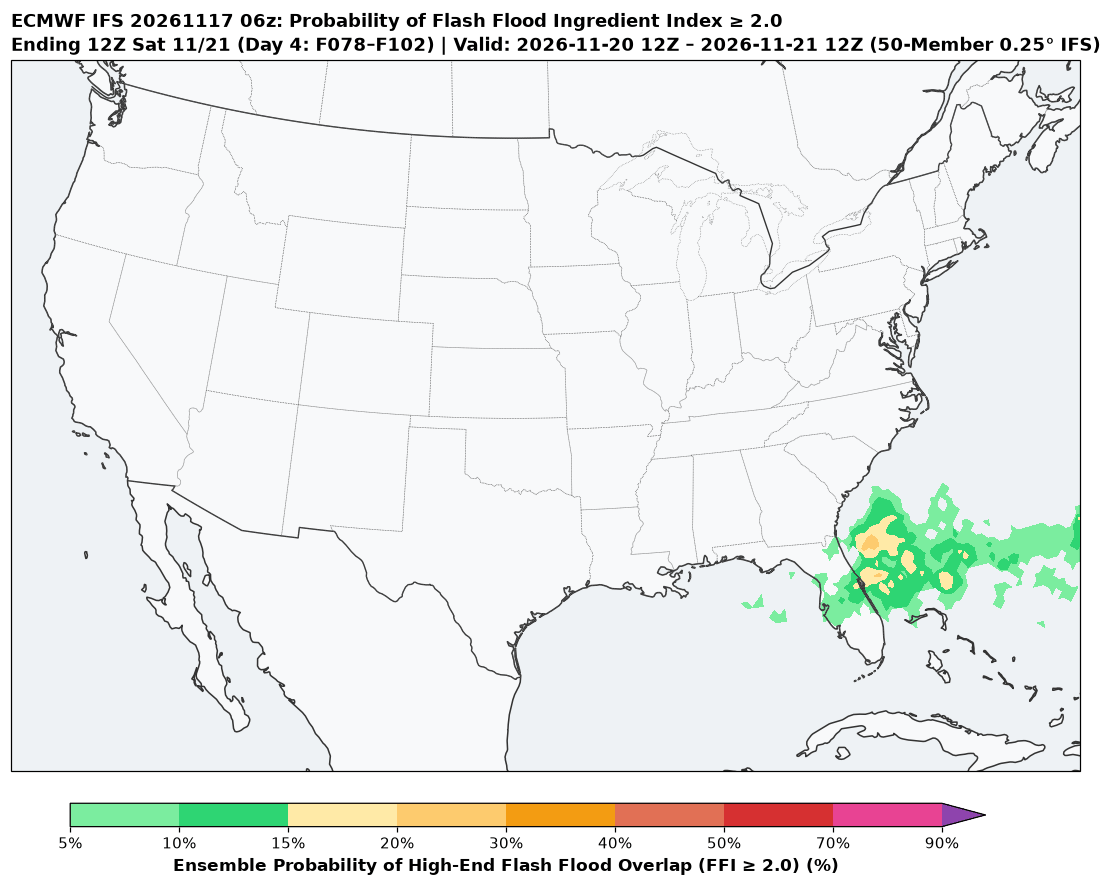 ECMWF IFS 20261117 06z: Probability of Flash Flood Ingredient Index ≥ 2.0
Ending 12Z Sat 11/21 (Day 4: F078–F102) | Valid: 2026-11-20 12Z – 2026-11-21 12Z (50-Member 0.25° IFS)
5% 10% 15% 20% 30% 40% 50% 70% 90%
Ensemble Probability of High-End Flash Flood Overlap (FFI ≥ 2.0) (%)